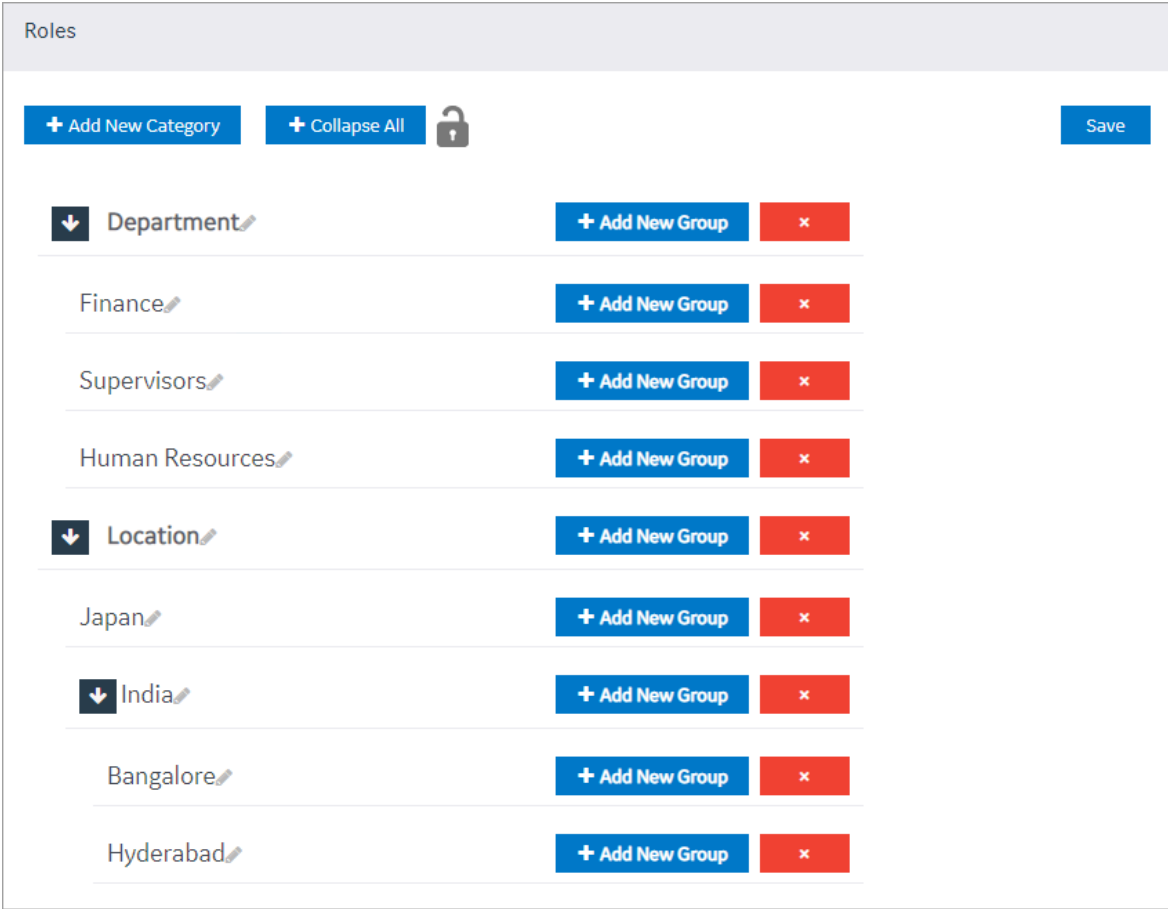 Roles
+ Add New Category + Collapse All Save
Department + Add New Group ×
Finance + Add New Group ×
Supervisors + Add New Group ×
Human Resources + Add New Group ×
Location + Add New Group ×
Japan + Add New Group ×
India + Add New Group ×
Bangalore + Add New Group ×
Hyderabad + Add New Group ×